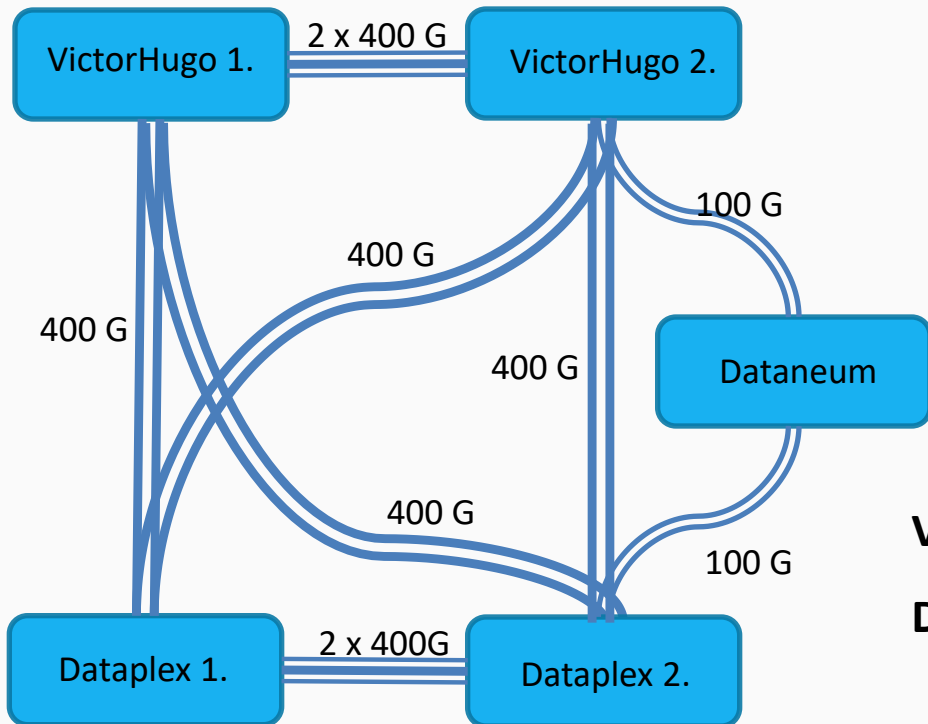 2 x 400 G
VictorHugo 1.
VictorHugo 2.
100 G
400 G
400 G
400 G
Dataneum
400 G
100 G
2 x 400G
Dataplex 1.
Dataplex 2.
V
D